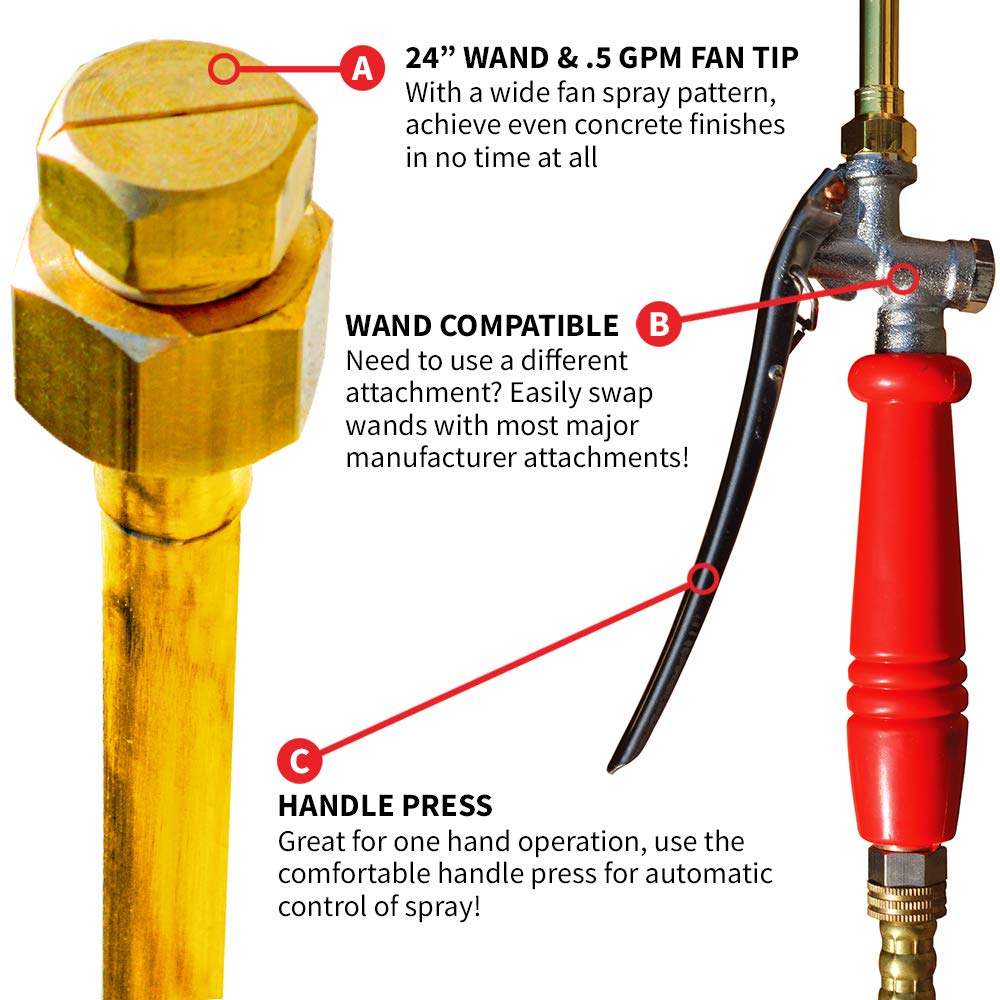 A
24” WAND & .5 GPM FAN TIP
With a wide fan spray pattern,
achieve even concrete finishes
in no time at all
B
WAND COMPATIBLE
Need to use a different
attachment? Easily swap
wands with most major
manufacturer attachments!
C
HANDLE PRESS
Great for one hand operation, use the
comfortable handle press for automatic
control of spray!